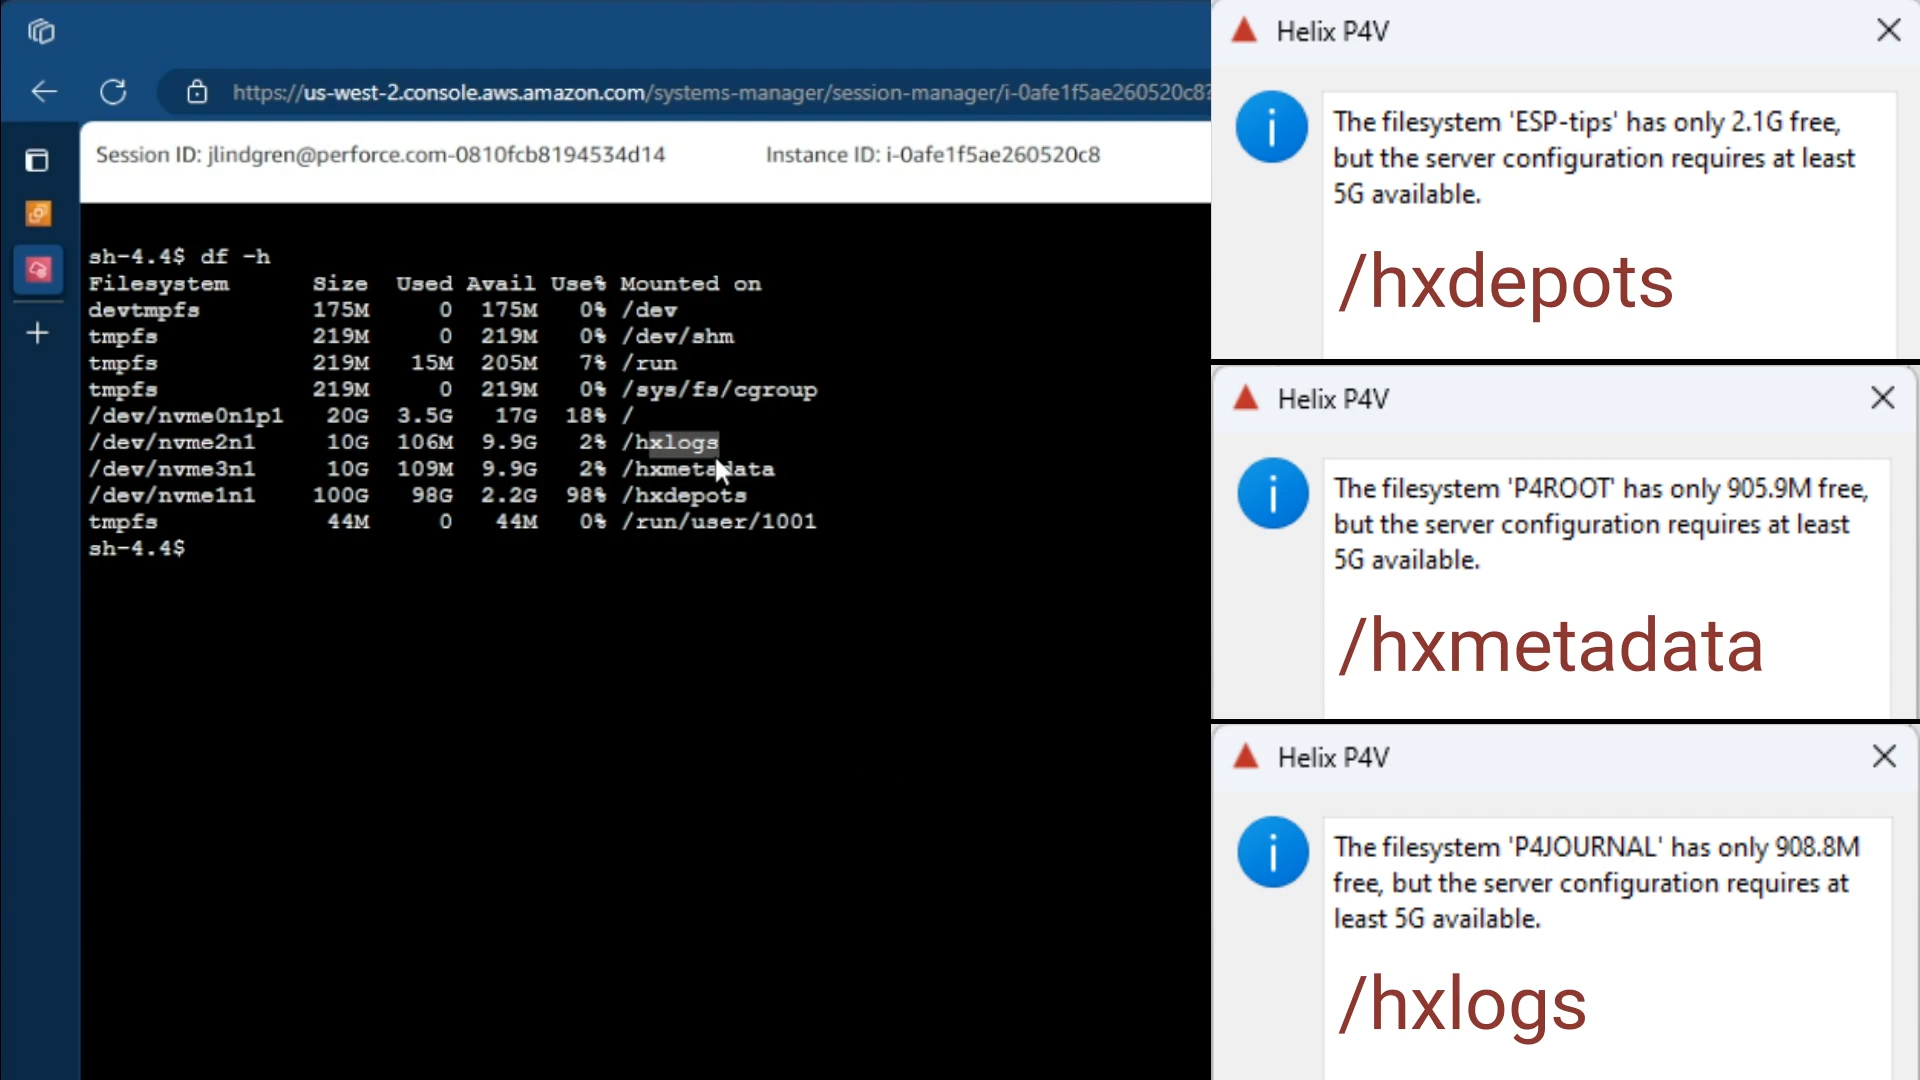 https://us-west-2.console.aws.amazon.com/systems-manager/session-manager/i-0afe1f5ae260520c8?
Session ID: jlindgren@perforce.com-0810fcb8194534d14 Instance ID: i-0afe1f5ae260520c8
sh-4.4$ df -h
Filesystem Size Used Avail Use% Mounted on
devtmpfs 175M 0 175M 0% /dev
tmpfs 219M 0 219M 0% /dev/shm
tmpfs 219M 15M 205M 7% /run
tmpfs 219M 0 219M 0% /sys/fs/cgroup
/dev/nvme0n1p1 20G 3.5G 17G 18% /
/dev/nvme2n1 10G 106M 9.9G 2% /hxlogs
/dev/nvme3n1 10G 109M 9.9G 2% /hxmetadata
/dev/nvme1n1 100G 98G 2.2G 98% /hxdepots
tmpfs 44M 0 44M 0% /run/user/1001
sh-4.4$
Helix P4V
The filesystem 'ESP-tips' has only 2.1G free,
but the server configuration requires at least
5G available.
/hxdepots
Helix P4V
The filesystem 'P4ROOT' has only 905.9M free,
but the server configuration requires at least
5G available.
/hxmetadata
Helix P4V
The filesystem 'P4JOURNAL' has only 908.8M
free, but the server configuration requires at
least 5G available.
/hxlogs